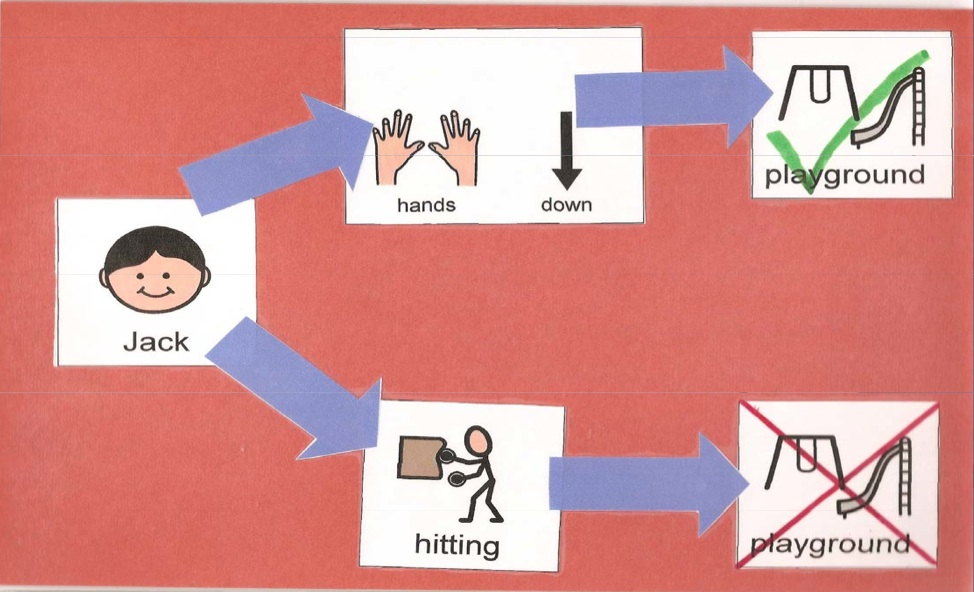 Jack
hands down
playground
hitting
playground